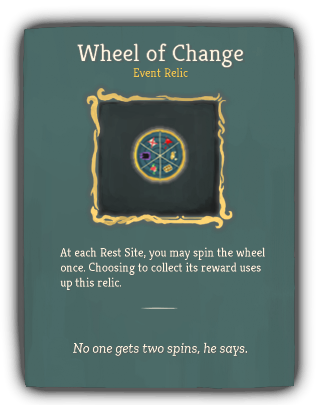 Wheel of Change
Event Relic
At each Rest Site, you may spin the wheel
once. Choosing to collect its reward uses
up this relic.
No one gets two spins, he says.